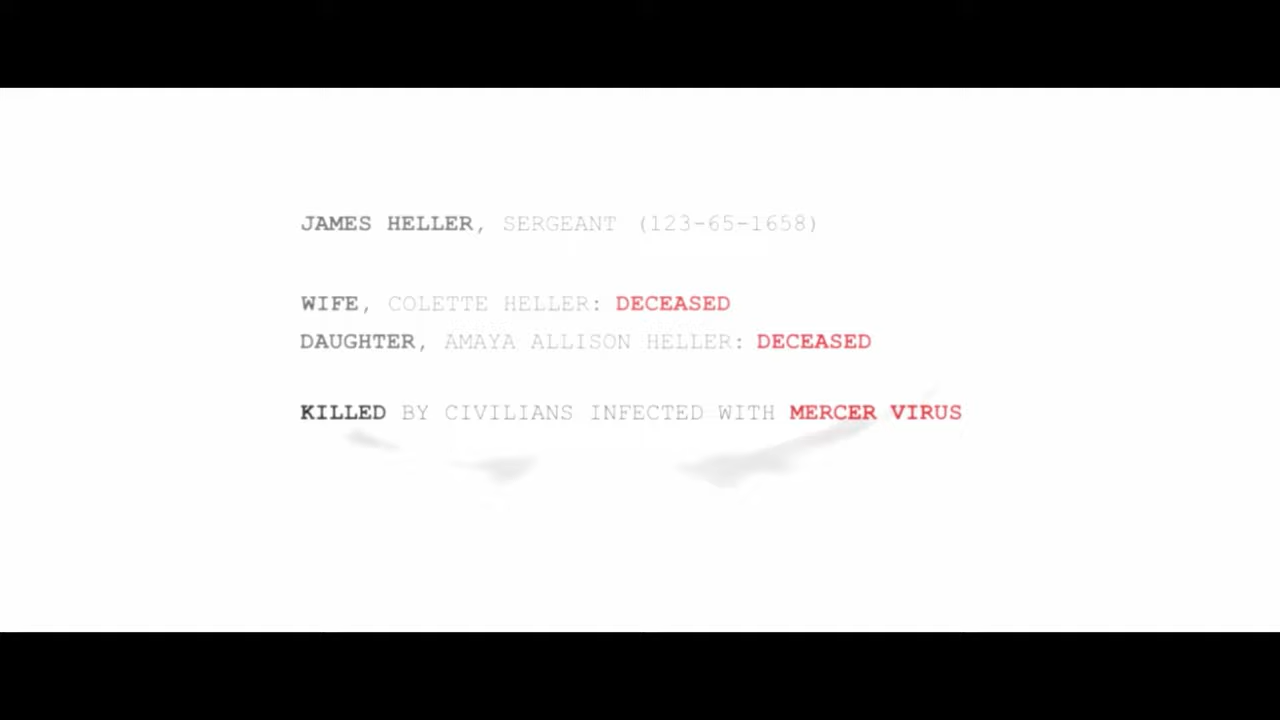 JAMES HELLER, SERGEANT (123-65-1658)
WIFE, COLETTE HELLER: DECEASED
DAUGHTER, AMAYA ALLISON HELLER: DECEASED
KILLED BY CIVILIANS INFECTED WITH MERCER VIRUS